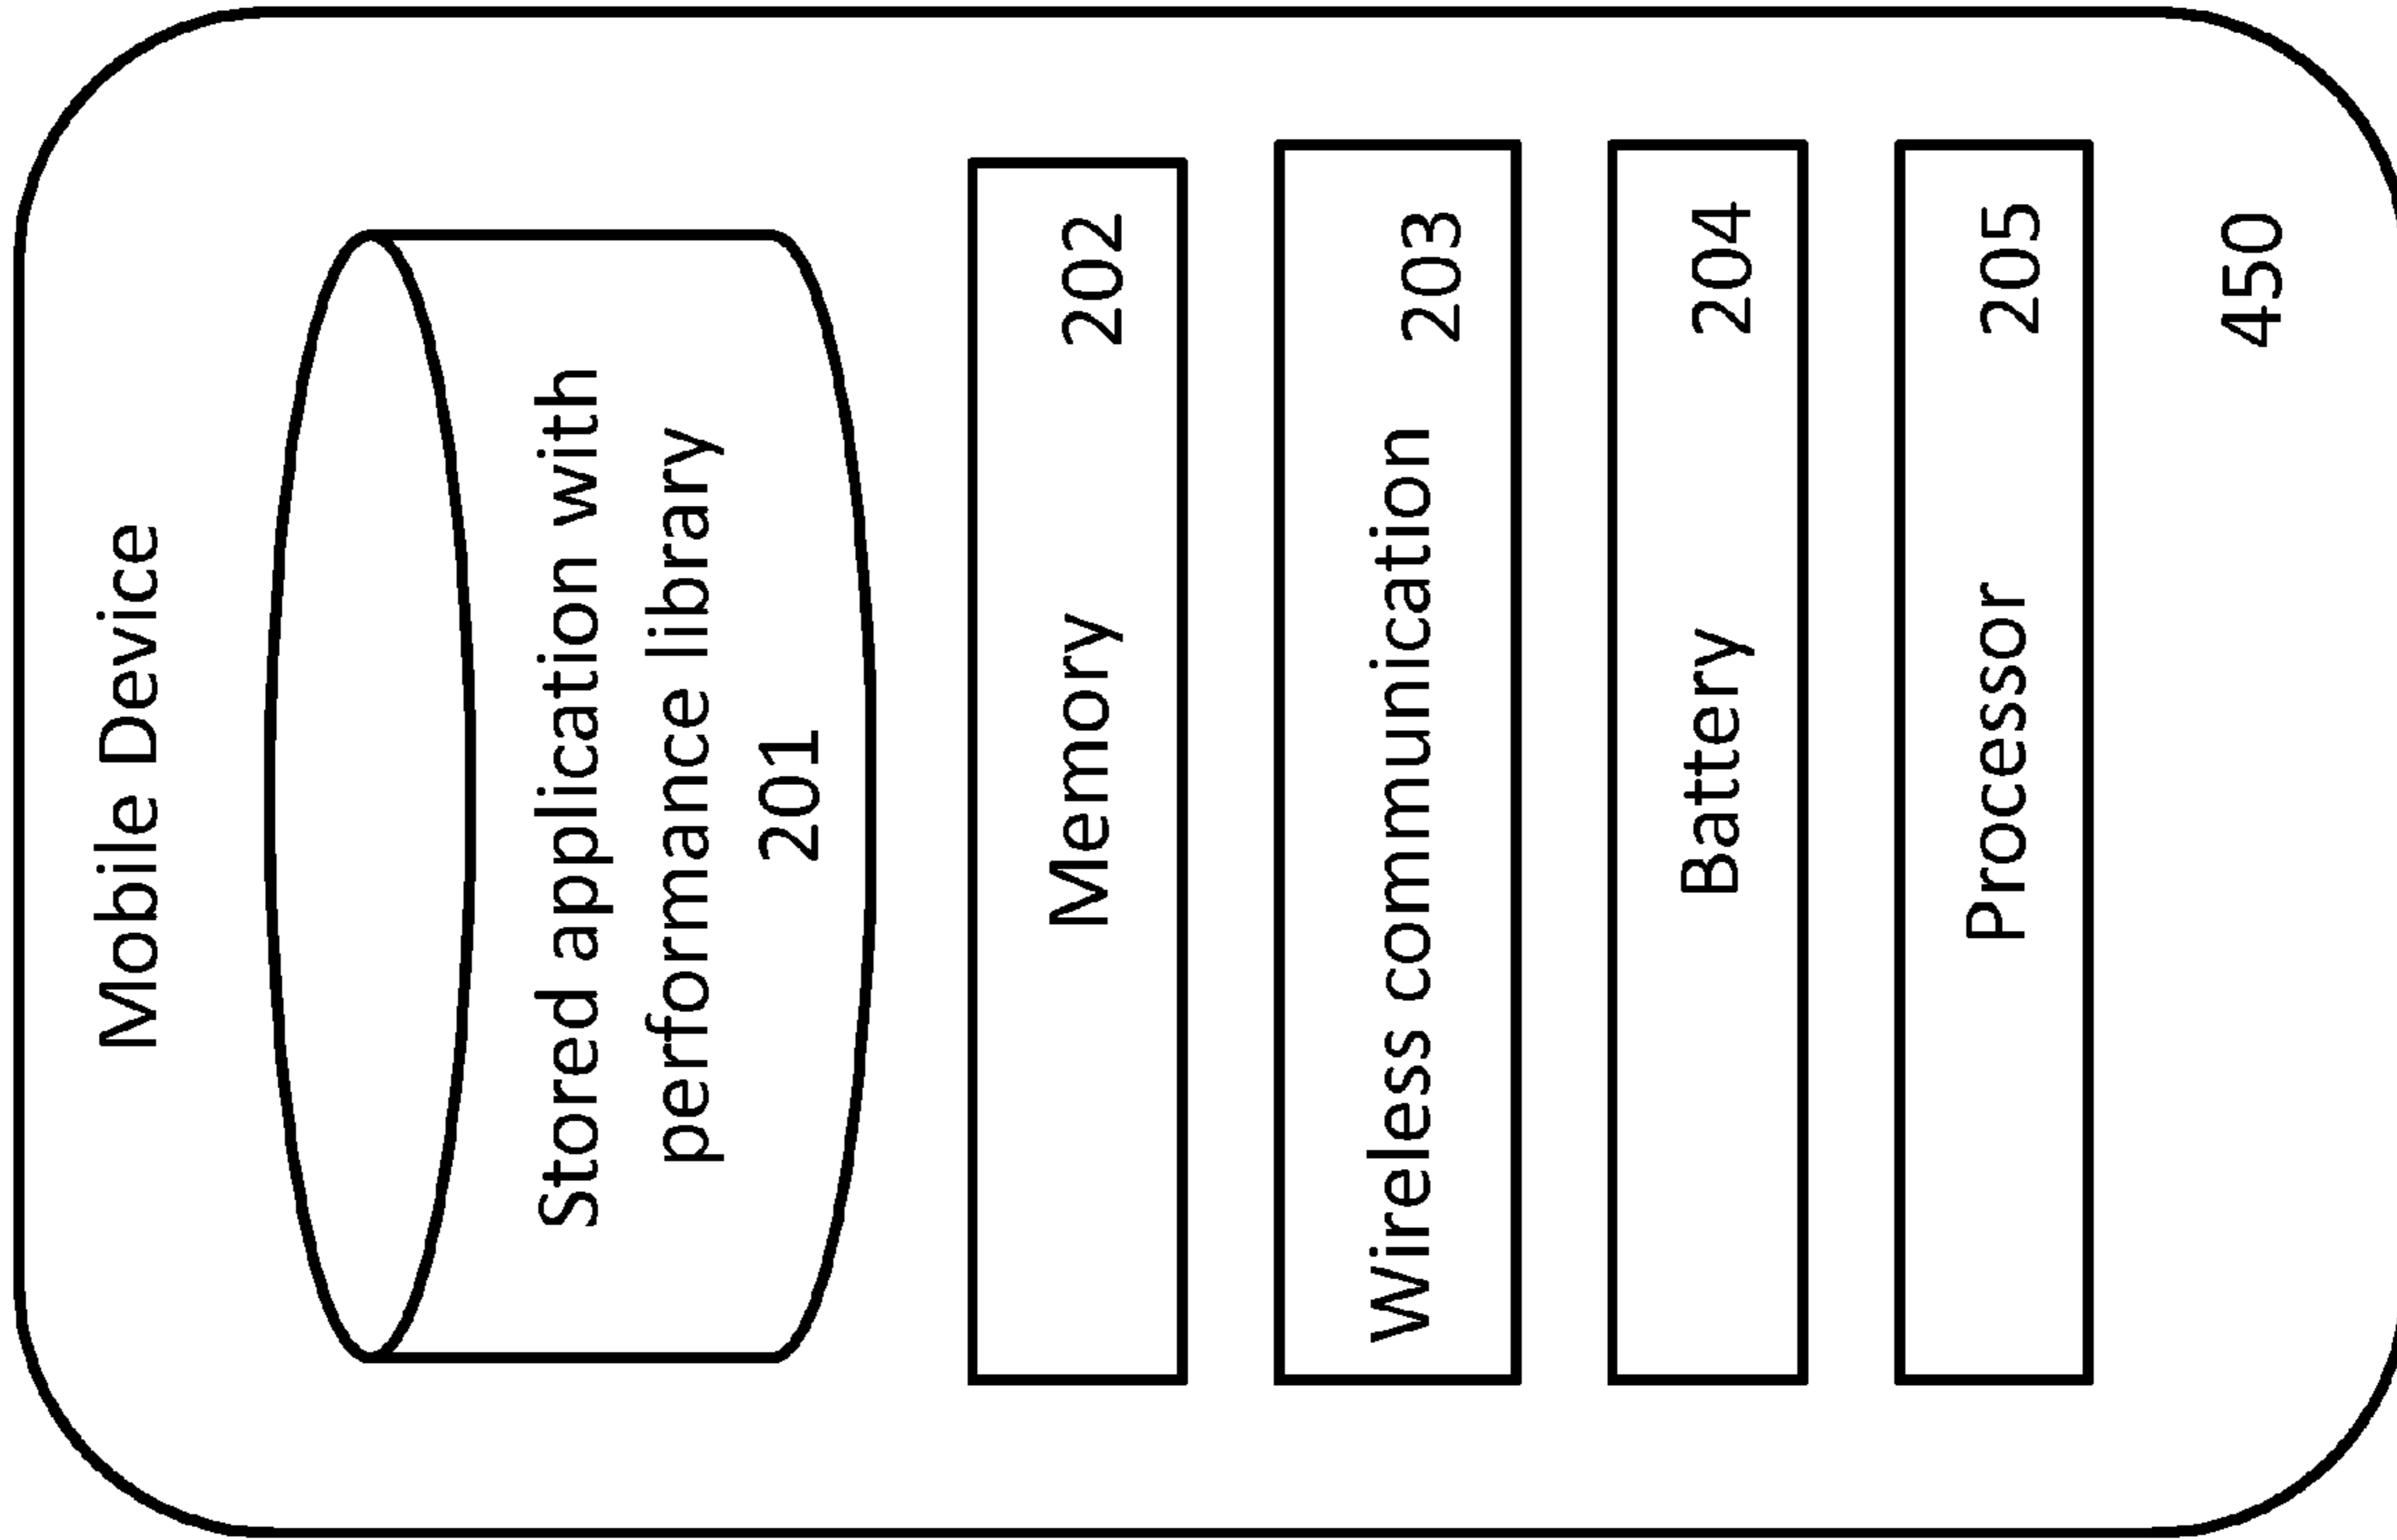 Mobile Device
Stored application with
performance library
201
Memory 202
Wireless communication 203
Battery 204
Processor 205
450